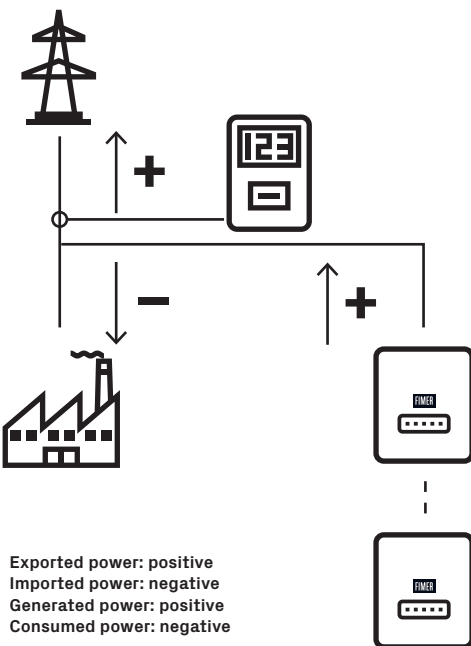 123
+
−
+
FIMER
FIMER
Exported power: positive
Imported power: negative
Generated power: positive
Consumed power: negative